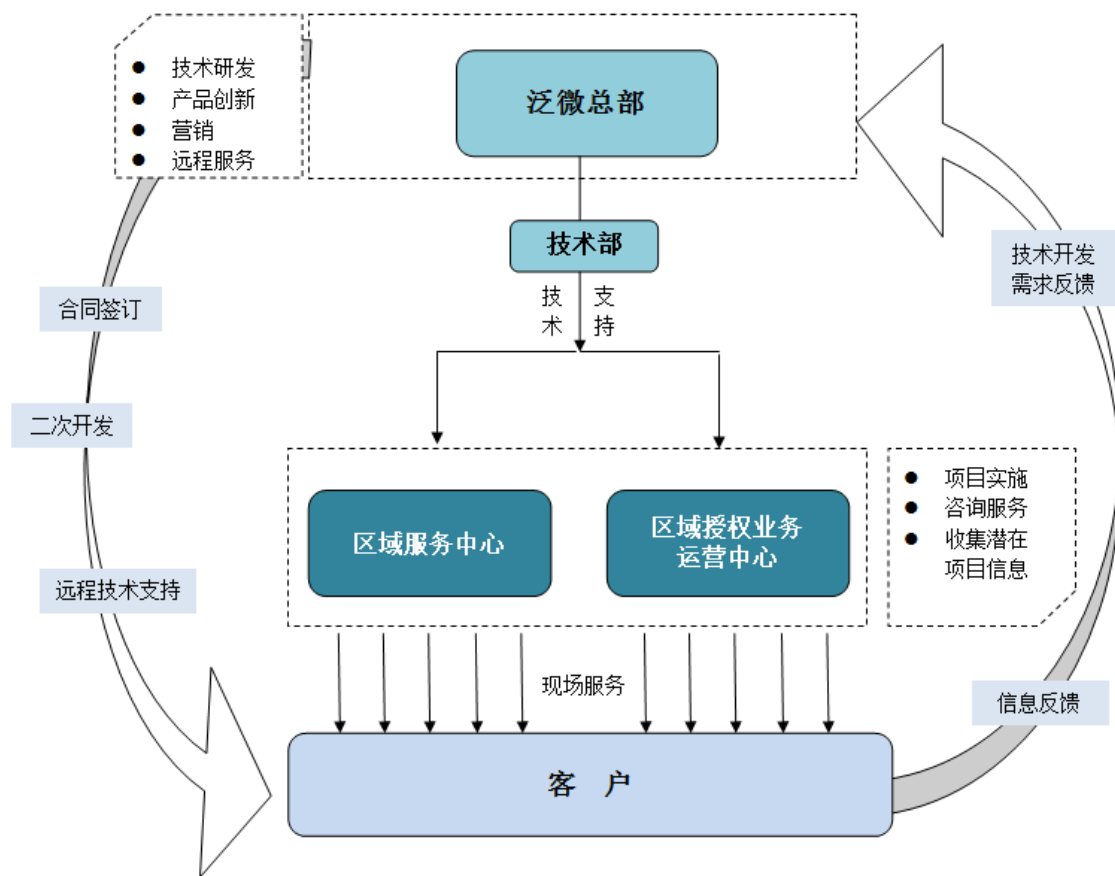 技术研发
产品创新
营销
远程服务
泛微总部
技术部
技术
支持
合同签订
二次开发
远程技术支持
技术开发
需求反馈
区域服务中心
区域授权业务
运营中心
项目实施
咨询服务
收集潜在
项目信息
现场服务
信息反馈
客 户